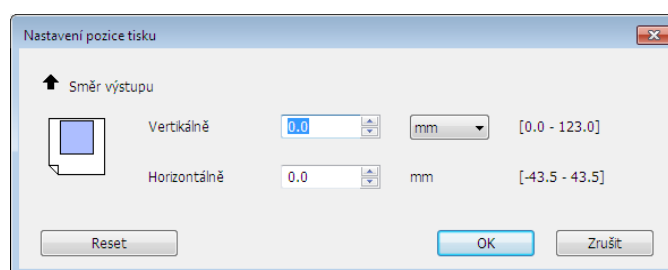 Nastavení pozice tisku
Směr výstupu
Vertikálně 0.0 mm [0.0 - 123.0]
Horizontálně 0.0 mm [-43.5 - 43.5]
Reset OK Zrušit